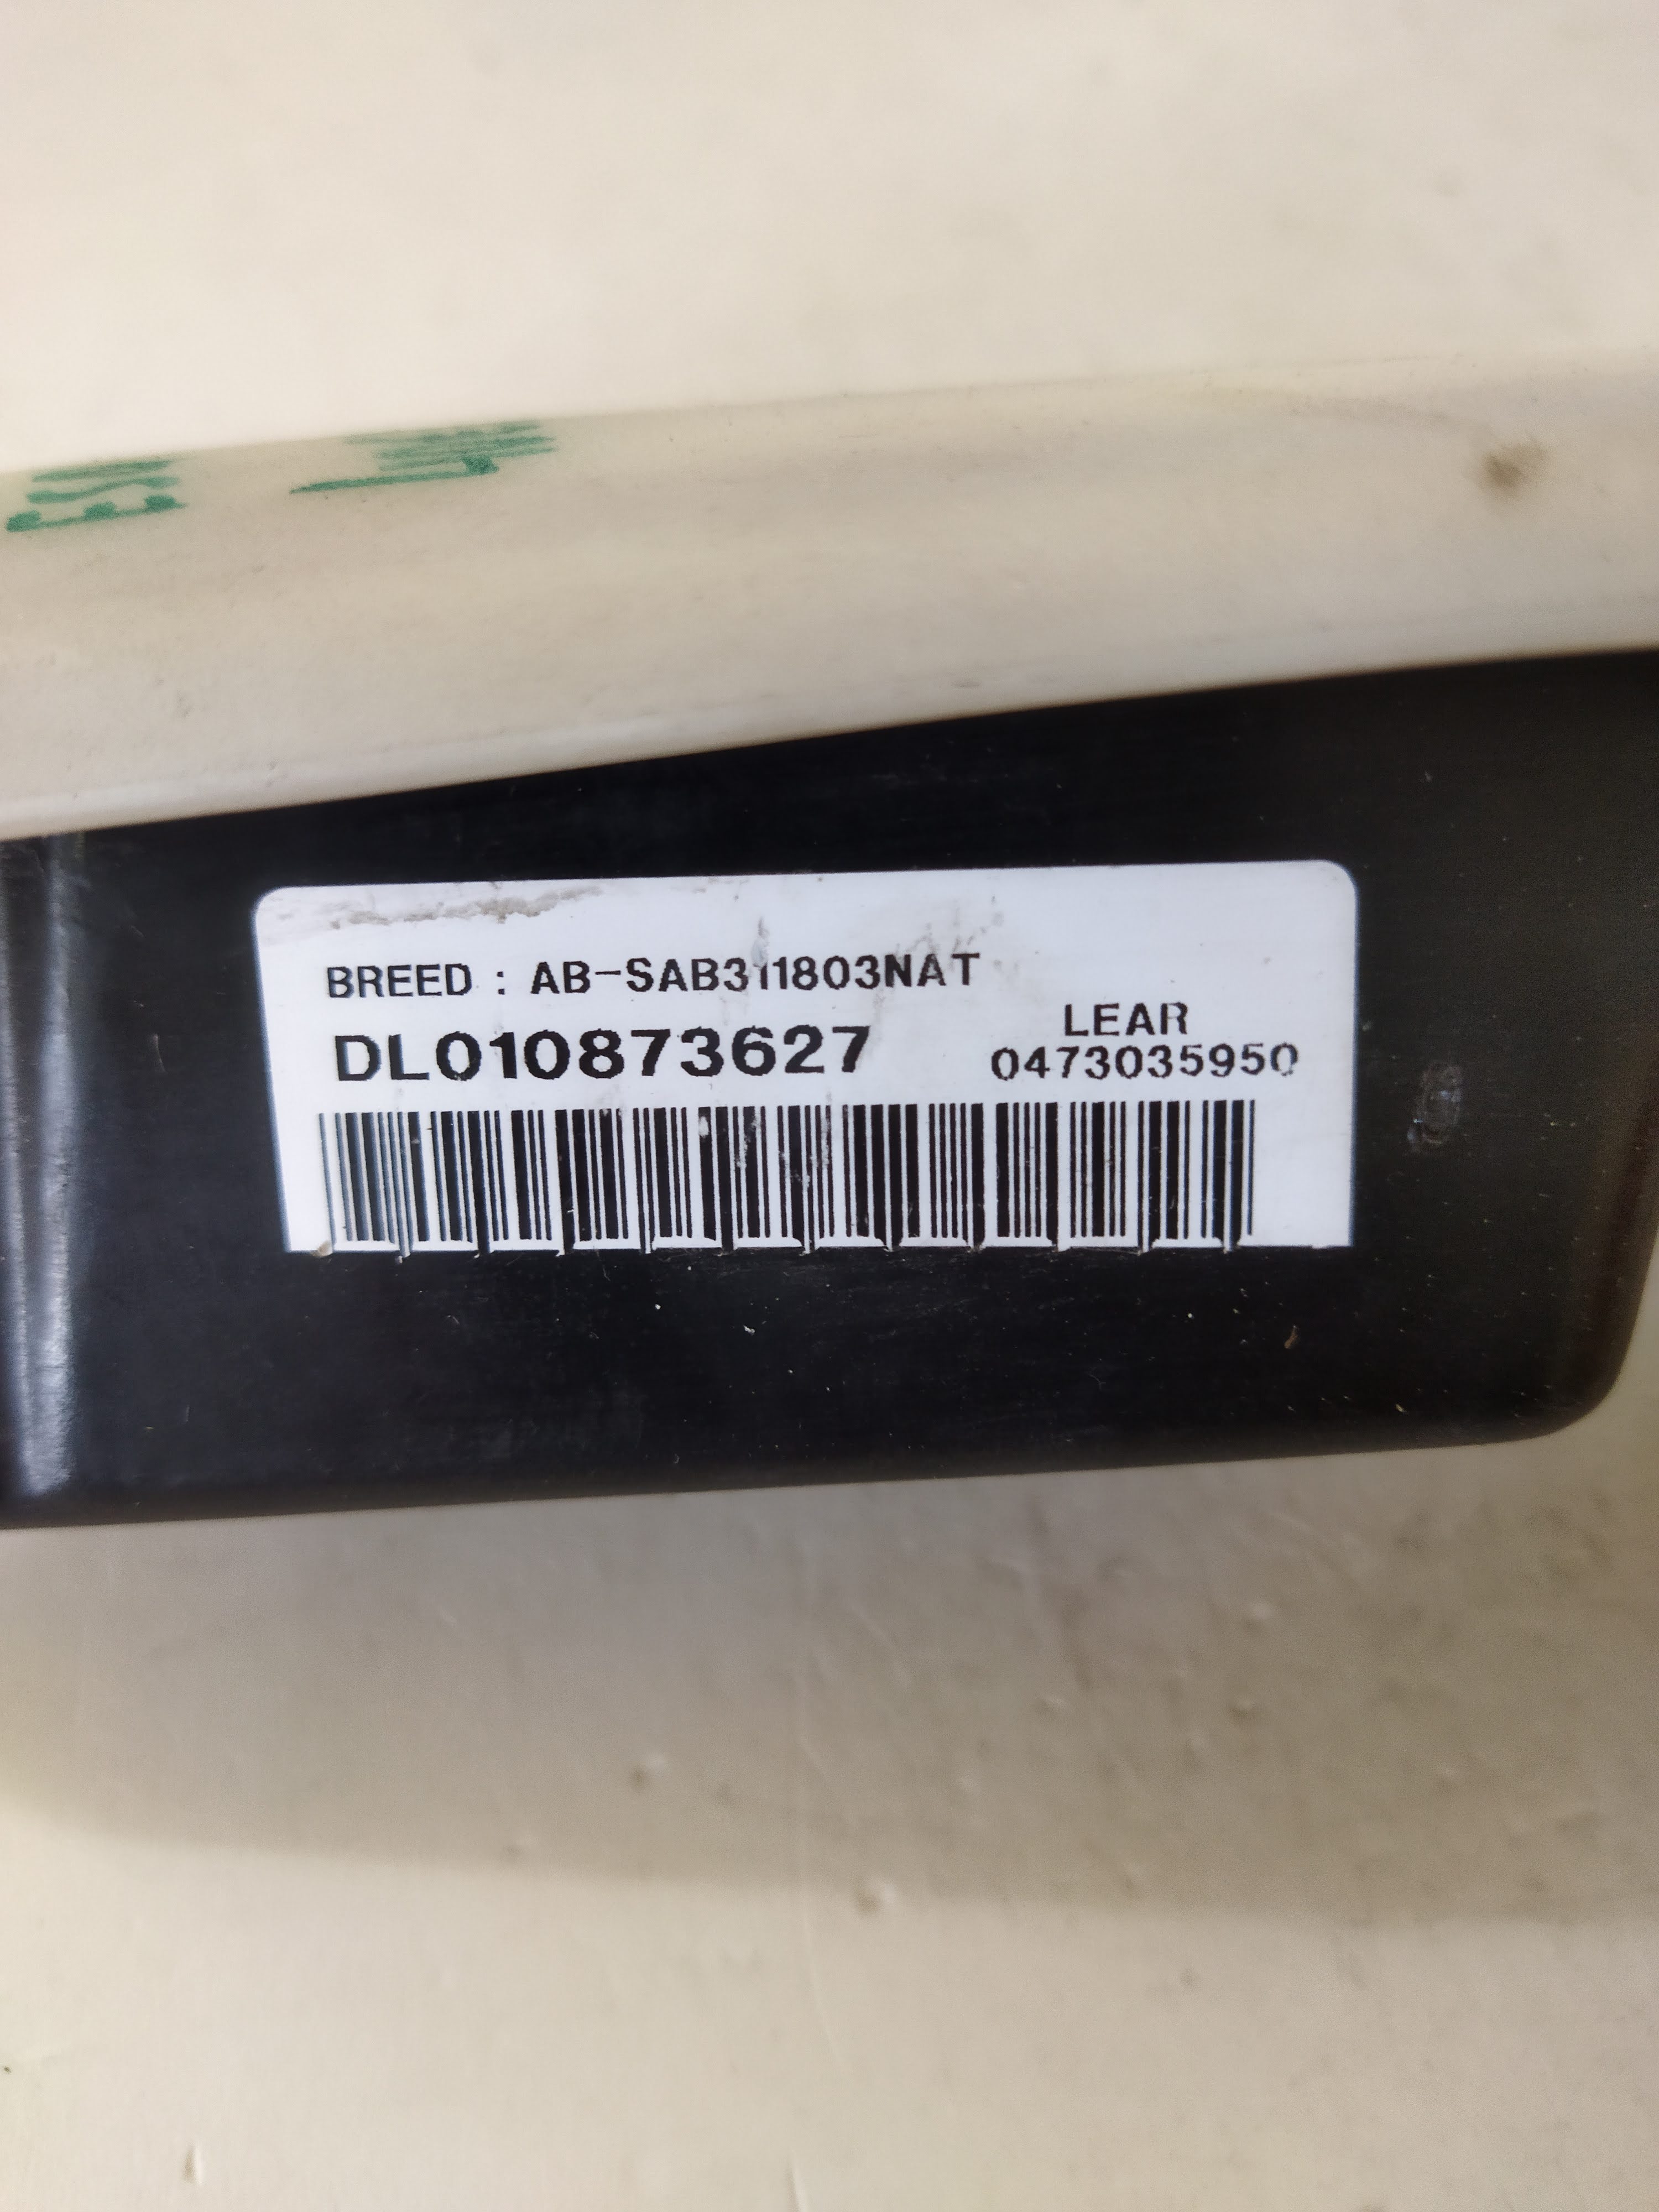 BREED : AB-SAB311803NAT
LEAR
DL010873627 0473035950